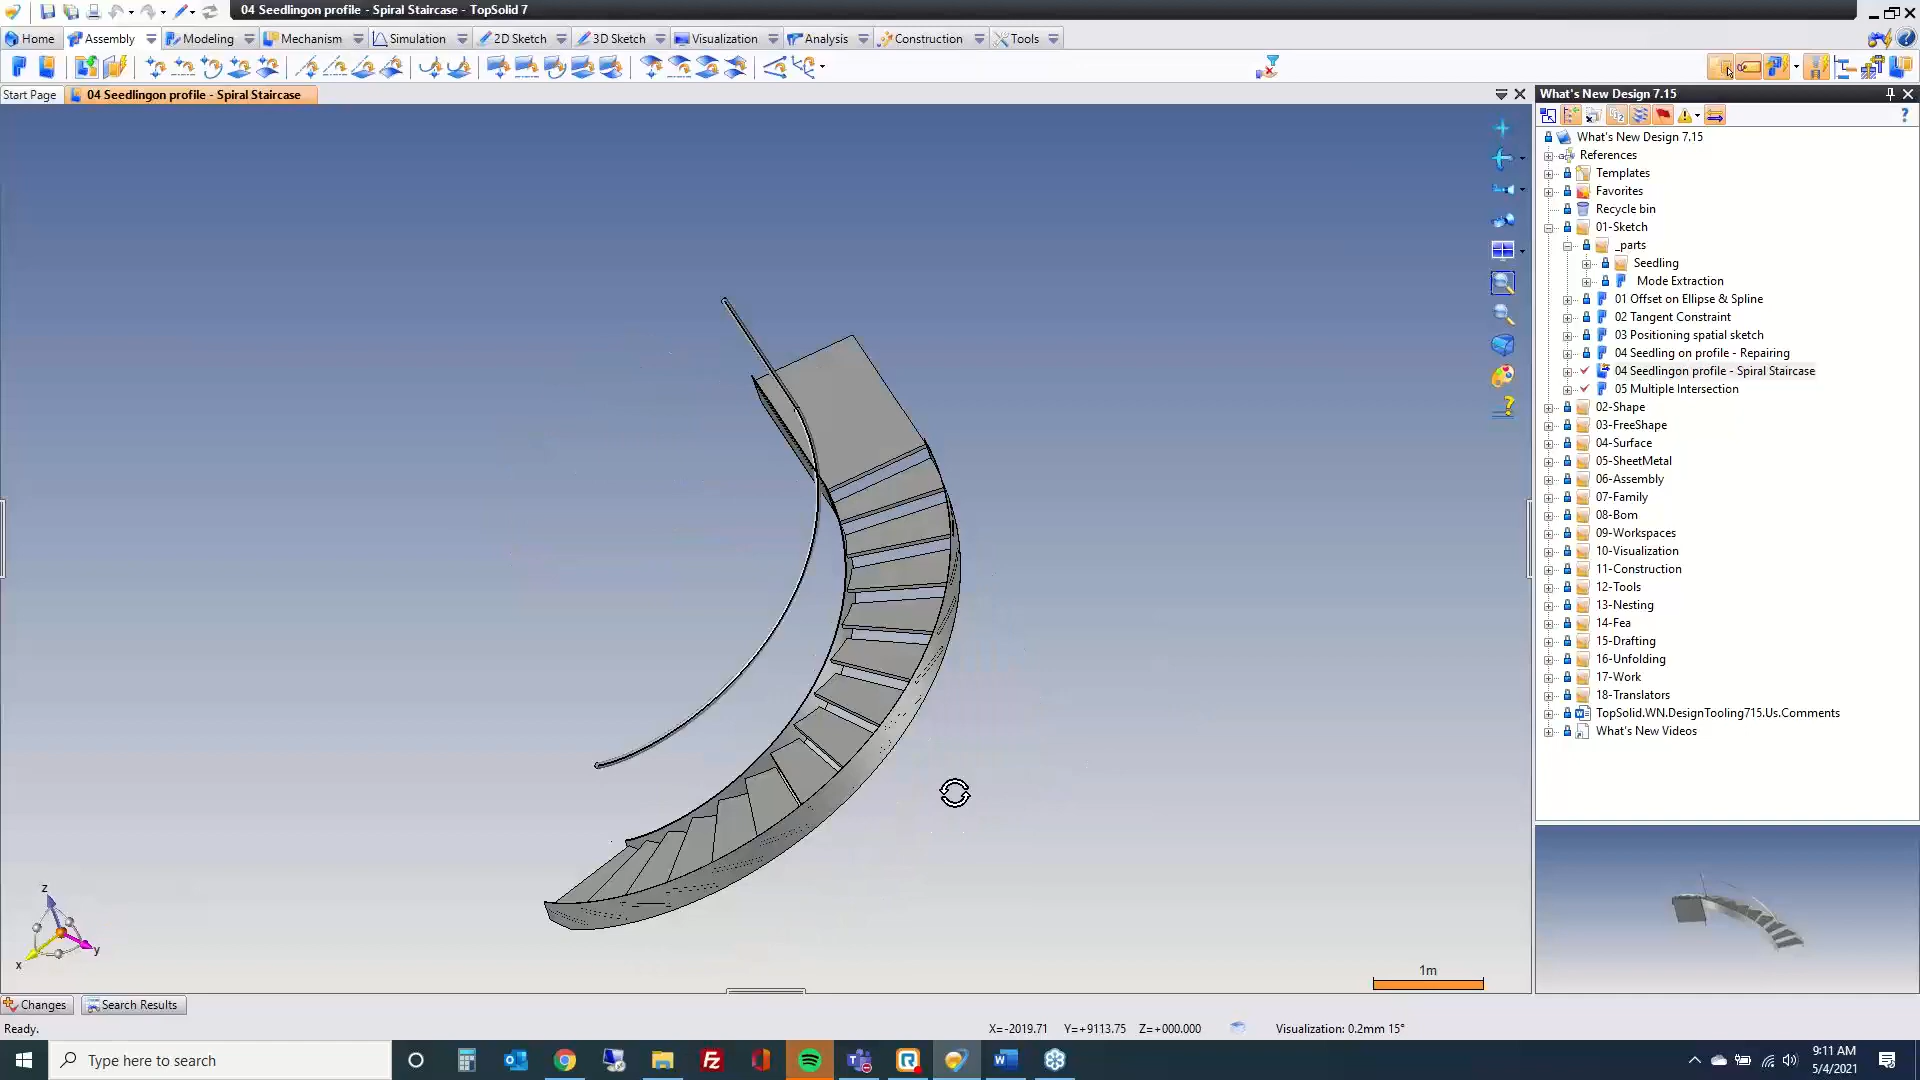 04 Seedlingon profile - Spiral Staircase - TopSolid 7
Home Assembly Modeling Mechanism Simulation 2D Sketch 3D Sketch Visualization Analysis Construction Tools
Start Page 04 Seedlingon profile - Spiral Staircase
What's New Design 7.15
What's New Design 7.15
References
Templates
Favorites
Recycle bin
01-Sketch
_parts
Seedling
Mode Extraction
01 Offset on Ellipse & Spline
02 Tangent Constraint
03 Positioning spatial sketch
04 Seedling on profile - Repairing
04 Seedlingon profile - Spiral Staircase
05 Multiple Intersection
02-Shape
03-FreeShape
04-Surface
05-SheetMetal
06-Assembly
07-Family
08-Bom
09-Workspaces
10-Visualization
11-Construction
12-Tools
13-Nesting
14-Fea
15-Drafting
16-Unfolding
17-Work
18-Translators
TopSolid.WN.DesignTooling715.Us.Comments
What's New Videos
z
y
x
1m
Changes Search Results
Ready. X=-2019.71 Y=+9113.75 Z=+000.000 Visualization: 0.2mm 15°
Type here to search
9:11 AM
5/4/2021